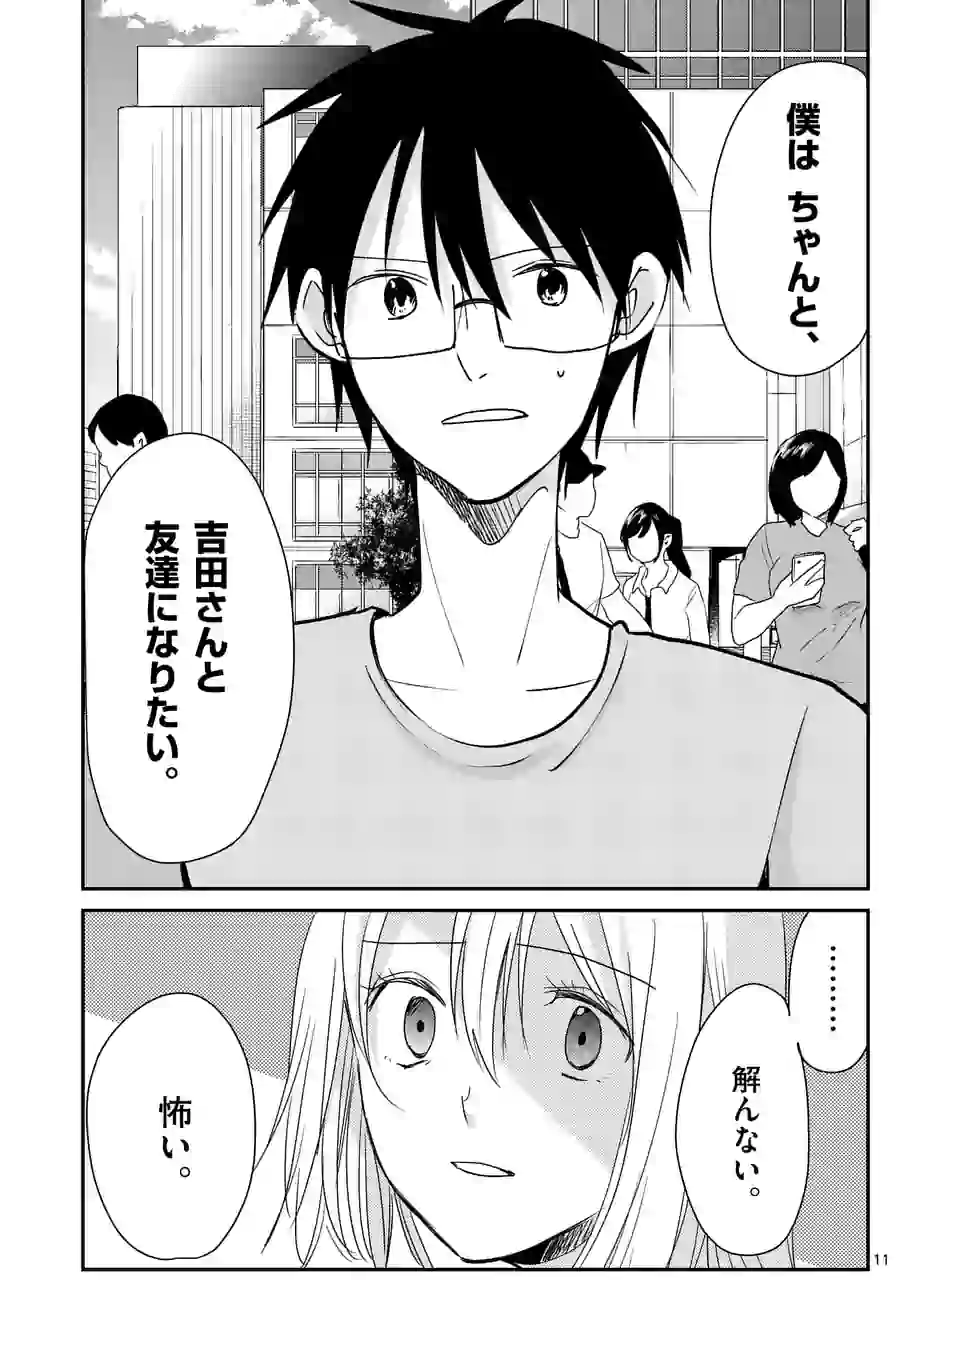 僕は ちゃんと、
吉田さんと
友達になりたい。
………
解んない。
怖い。
11